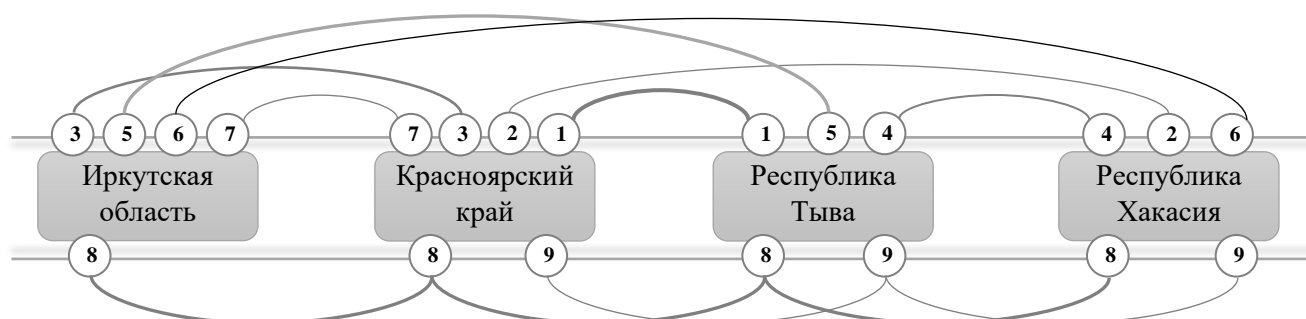 3 5 6 7 7 3 2 1 1 5 4 4 2 6
Иркутская область
Красноярский край
Республика Тыва
Республика Хакасия
8 8 9 8 9 8 9